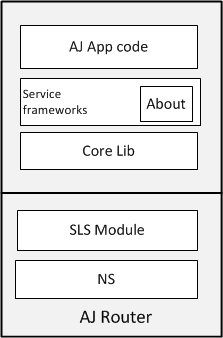 AJ App code
Service
frameworks
About
Core Lib
SLS Module
NS
AJ Router